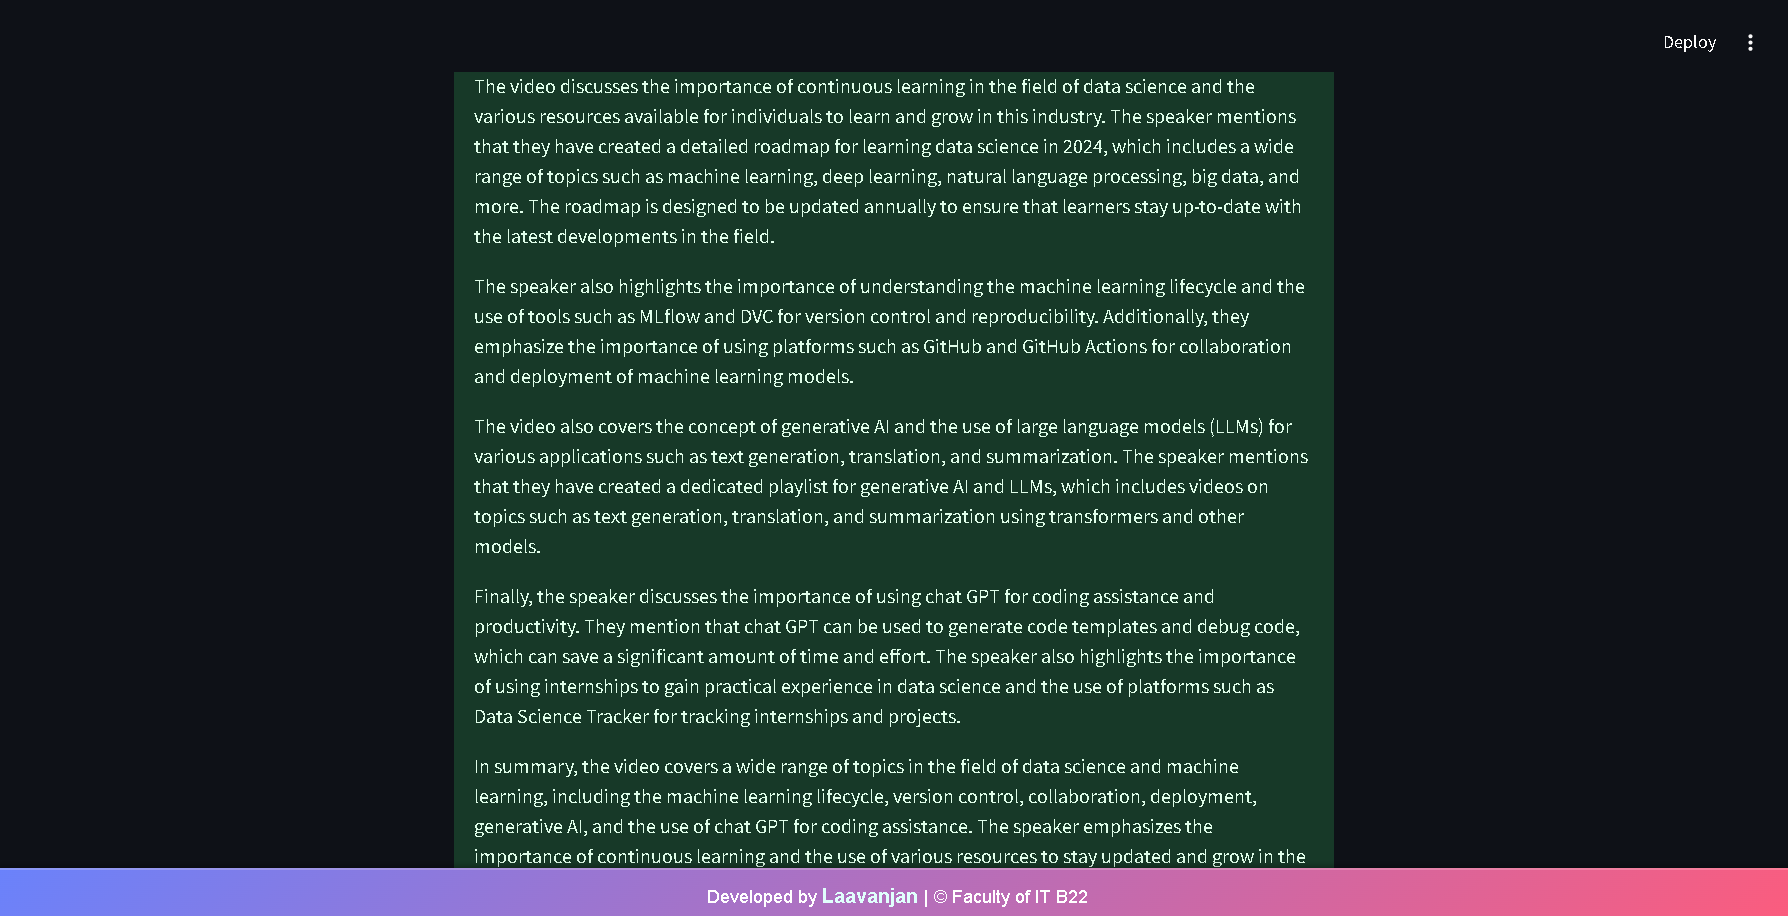 Deploy
The video discusses the importance of continuous learning in the field of data science and the
various resources available for individuals to learn and grow in this industry. The speaker mentions
that they have created a detailed roadmap for learning data science in 2024, which includes a wide
range of topics such as machine learning, deep learning, natural language processing, big data, and
more. The roadmap is designed to be updated annually to ensure that learners stay up-to-date with
the latest developments in the field.
The speaker also highlights the importance of understanding the machine learning lifecycle and the
use of tools such as MLflow and DVC for version control and reproducibility. Additionally, they
emphasize the importance of using platforms such as GitHub and GitHub Actions for collaboration
and deployment of machine learning models.
The video also covers the concept of generative AI and the use of large language models (LLMs) for
various applications such as text generation, translation, and summarization. The speaker mentions
that they have created a dedicated playlist for generative AI and LLMs, which includes videos on
topics such as text generation, translation, and summarization using transformers and other
models.
Finally, the speaker discusses the importance of using chat GPT for coding assistance and
productivity. They mention that chat GPT can be used to generate code templates and debug code,
which can save a significant amount of time and effort. The speaker also highlights the importance
of using internships to gain practical experience in data science and the use of platforms such as
Data Science Tracker for tracking internships and projects.
In summary, the video covers a wide range of topics in the field of data science and machine
learning, including the machine learning lifecycle, version control, collaboration, deployment,
generative AI, and the use of chat GPT for coding assistance. The speaker emphasizes the
importance of continuous learning and the use of various resources to stay updated and grow in the
Developed by Laavanjan | © Faculty of IT B22